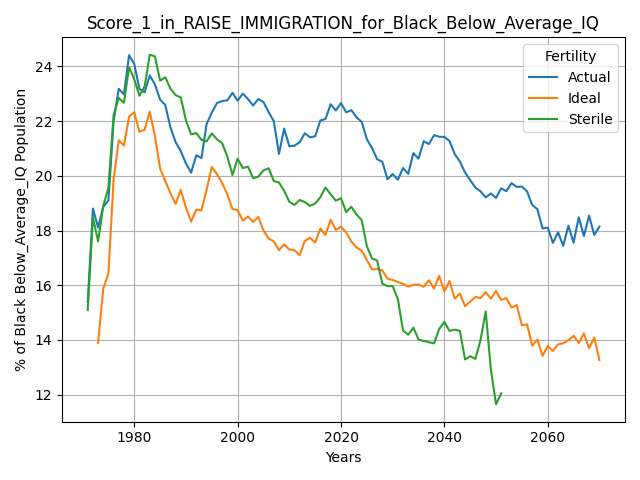 Score_1_in_RAISE_IMMIGRATION_for_Black_Below_Average_IQ
% of Black Below_Average_IQ Population
24
22
20
18
16
14
12
Fertility
Actual
Ideal
Sterile
1980 2000 2020 2040 2060
Years